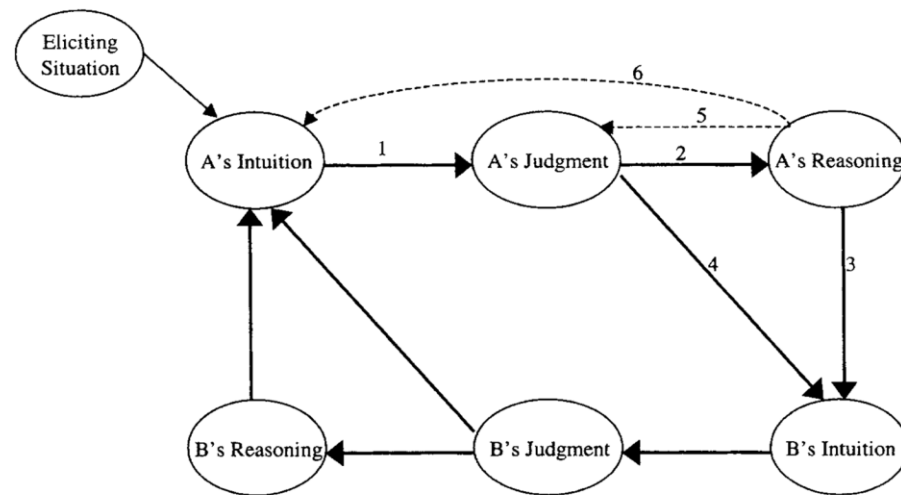 Eliciting
Situation
6
5
A's Intuition
1
A's Judgment
2
A's Reasoning
4
3
B's Reasoning
B's Judgment
B's Intuition